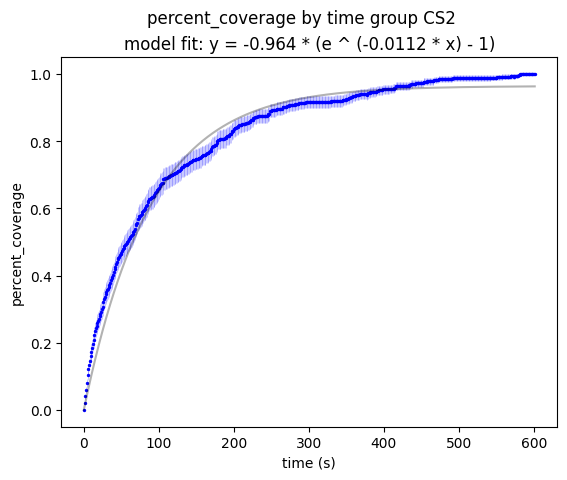 percent_coverage by time group CS2
model fit: y = -0.964 * (e ^ (-0.0112 * x) - 1)
1.0
0.8
0.6
0.4
0.2
0.0
percent_coverage
0 100 200 300 400 500 600
time (s)